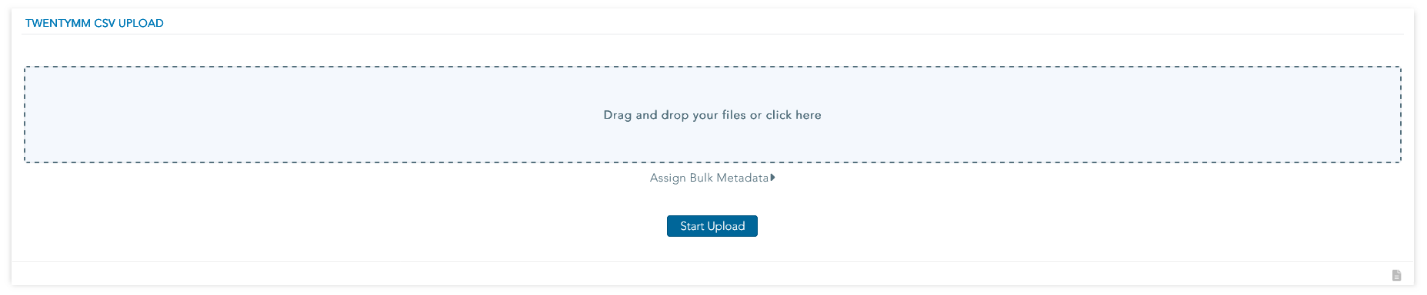 TWENTYMM CSV UPLOAD
Drag and drop your files or click here
Assign Bulk Metadata
Start Upload